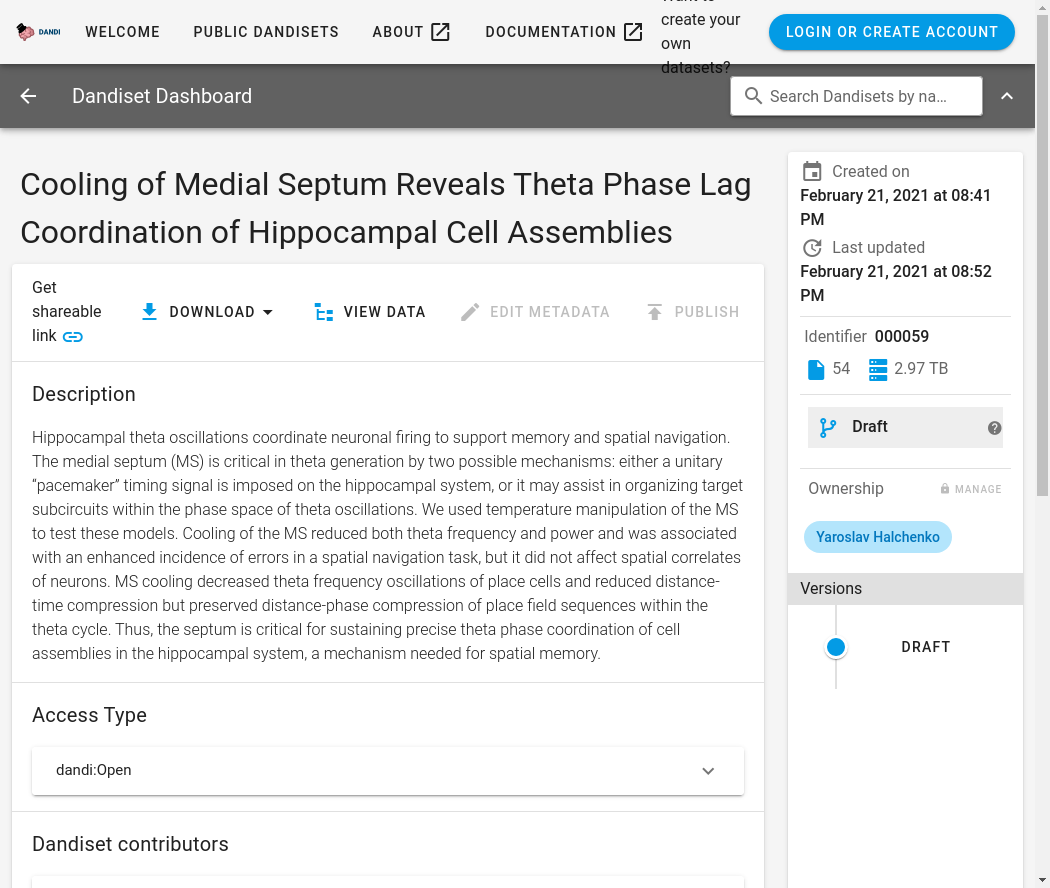 DANDI
WELCOME
PUBLIC DANDISETS
ABOUT
DOCUMENTATION
create your
own
datasets?
LOGIN OR CREATE ACCOUNT
Dandiset Dashboard
Search Dandisets by na…
Cooling of Medial Septum Reveals Theta Phase Lag
Coordination of Hippocampal Cell Assemblies
Get
shareable
link
DOWNLOAD
VIEW DATA
EDIT METADATA
PUBLISH
Description
Hippocampal theta oscillations coordinate neuronal firing to support memory and spatial navigation.
The medial septum (MS) is critical in theta generation by two possible mechanisms: either a unitary
“pacemaker” timing signal is imposed on the hippocampal system, or it may assist in organizing target
subcircuits within the phase space of theta oscillations. We used temperature manipulation of the MS
to test these models. Cooling of the MS reduced both theta frequency and power and was associated
with an enhanced incidence of errors in a spatial navigation task, but it did not affect spatial correlates
of neurons. MS cooling decreased theta frequency oscillations of place cells and reduced distance-
time compression but preserved distance-phase compression of place field sequences within the
theta cycle. Thus, the septum is critical for sustaining precise theta phase coordination of cell
assemblies in the hippocampal system, a mechanism needed for spatial memory.
Access Type
dandi:Open
Dandiset contributors
Created on
February 21, 2021 at 08:41
PM
Last updated
February 21, 2021 at 08:52
PM
Identifier 000059
54
2.97 TB
Draft
Ownership
MANAGE
Yaroslav Halchenko
Versions
DRAFT